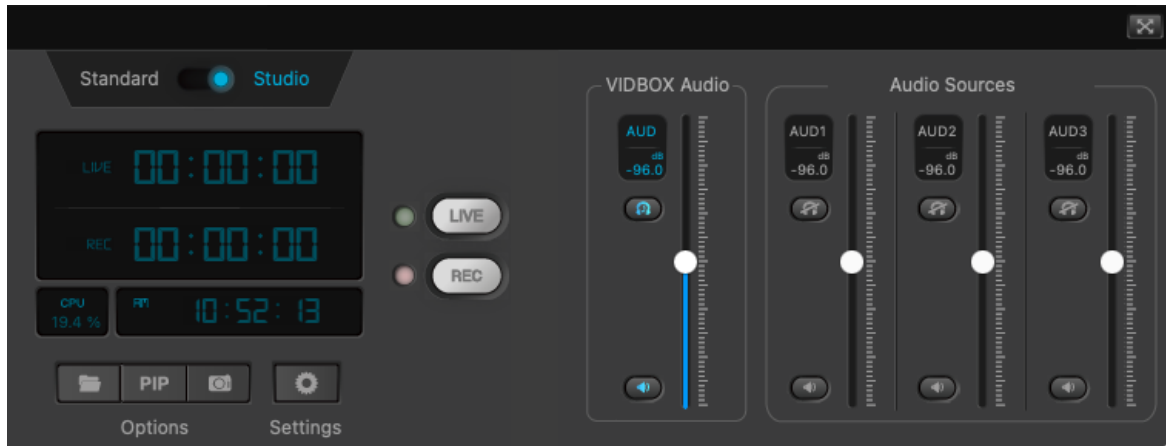 Standard Studio
LIVE 00:00:00
REC 00:00:00
CPU
19.4 %
AM 10:52:13
LIVE
REC
PIP
Options
Settings
VIDBOX Audio
AUD
dB
-96.0
Audio Sources
AUD1
dB
-96.0
AUD2
dB
-96.0
AUD3
dB
-96.0